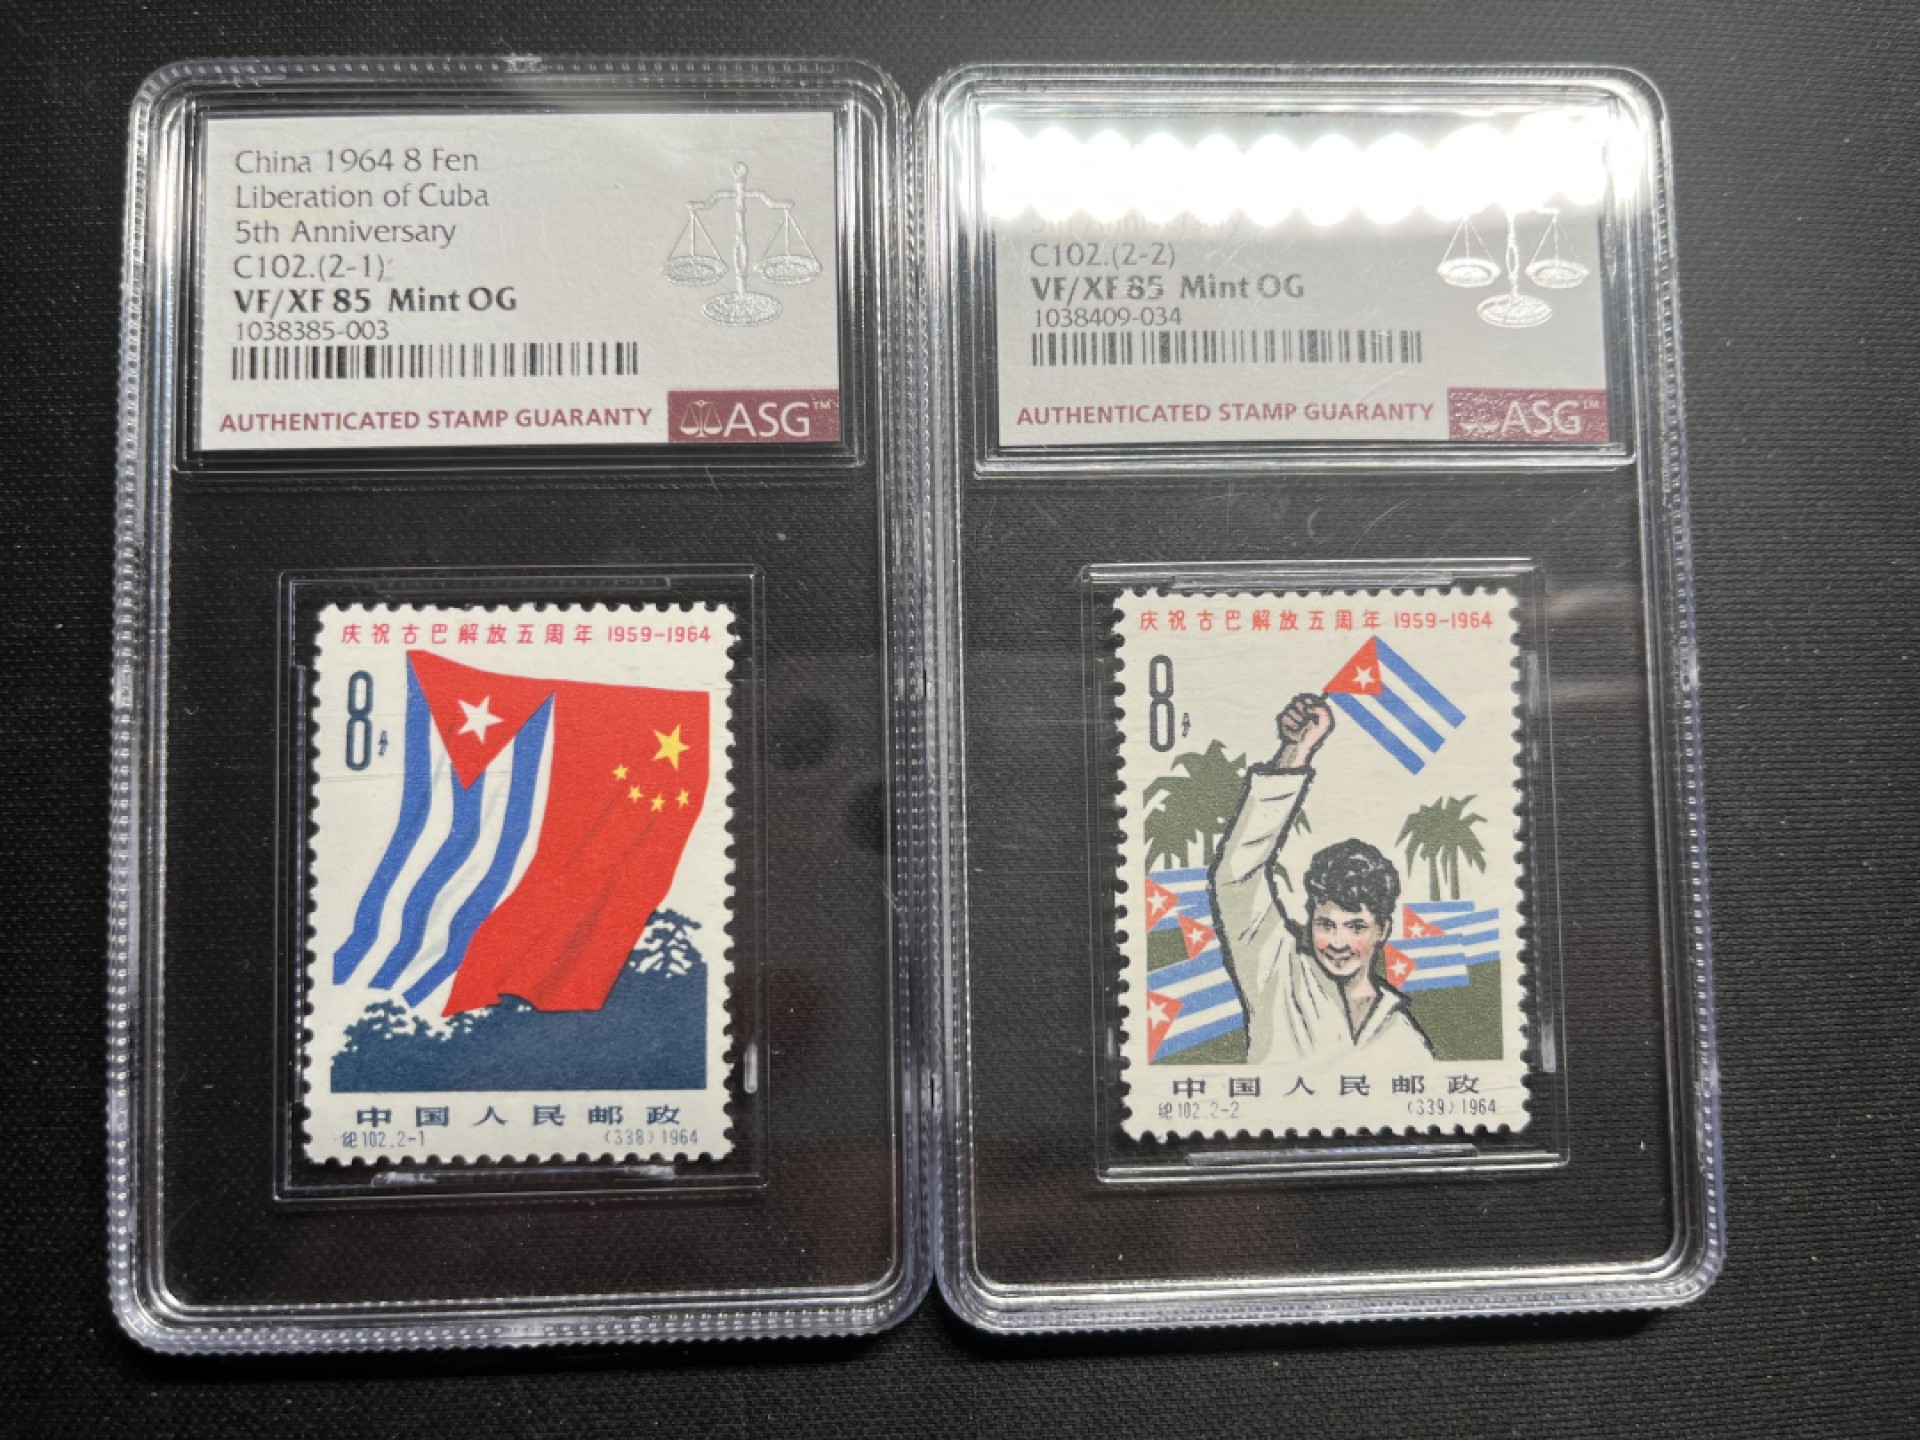 China 1964 8 Fen
Liberation of Cuba
5th Anniversary
C102.(2-1)
VF/XF 85 Mint OG
1038385-003
AUTHENTICATED STAMP GUARANTY
ASG™
庆祝古巴解放五周年 1959-1964
8分
中国人民邮政
纪102.2-1 (338) 1964
5th Anniversary
C102.(2-2)
VF/XF 85 Mint OG
1038409-034
AUTHENTICATED STAMP GUARANTY
ASG™
庆祝古巴解放五周年 1959-1964
8分
中国人民邮政
纪102.2-2 (339) 1964